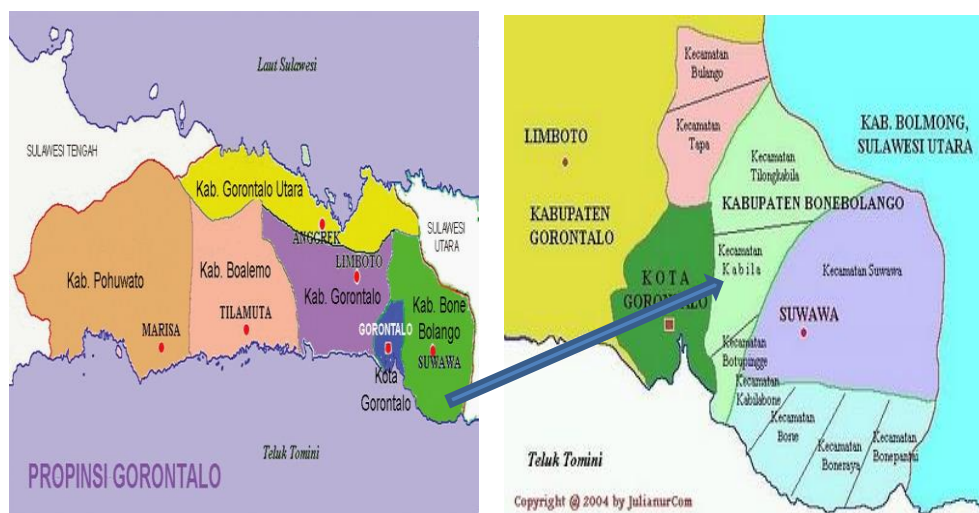 Laut Sulawesi
SULAWESI TENGAH
Kab. Gorontalo Utara
ANGGREK
SULAWESI
UTARA
LIMBOTO
Kab. Pohuwato
Kab. Boalemo
Kab. Gorontalo
Kab. Bone
Bolango
TILAMUTA
MARISA
GORONTALO
SUWAWA
Kota
Gorontalo
Teluk Tomini
PROPINSI GORONTALO
Kecamatan
Bulango
Kecamatan
Tapa
LIMBOTO
KAB. BOLMONG,
SULAWESI UTARA
Kecamatan
Tilongkabila
KABUPATEN BONEBOLANGO
KABUPATEN
GORONTALO
Kecamatan
Kabila
Kecamatan Suwawa
KOTA
GORONTALO
SUWAWA
Kecamatan
Botupingge
Kecamatan
Kabilabone
Kecamatan
Bone
Kecamatan
Boneraya
Kecamatan
Bonepantai
Teluk Tomini
Copyright @ 2004 by JulianurCom